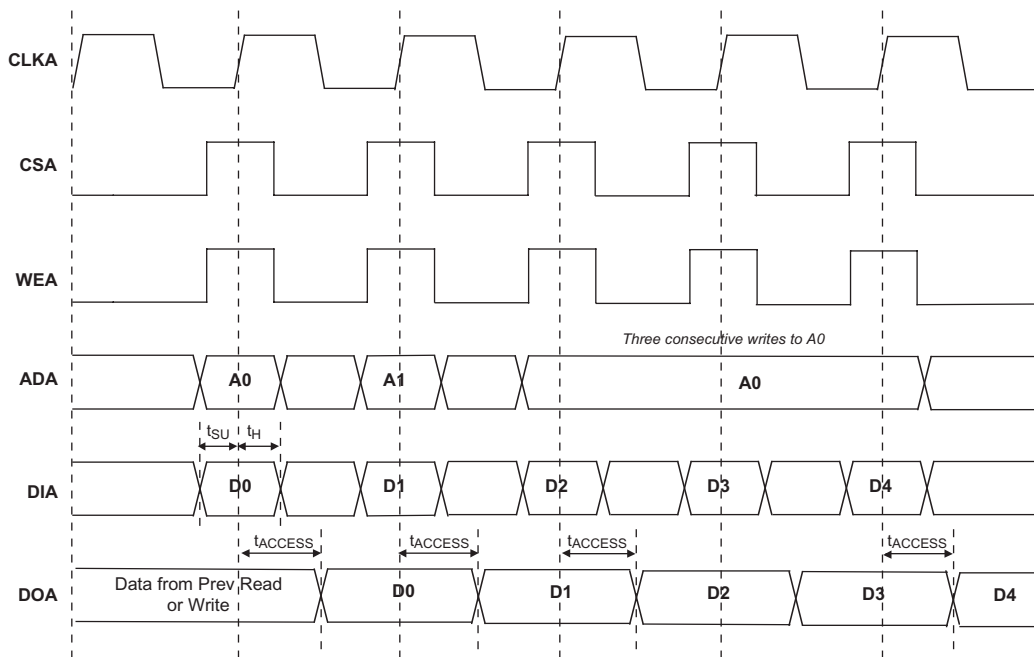 CLKA
CSA
WEA
Three consecutive writes to A0
ADA
A0
A1
A0
tSU
tH
DIA
D0
D1
D2
D3
D4
tACCESS
tACCESS
tACCESS
tACCESS
DOA
Data from Prev Read
or Write
D0
D1
D2
D3
D4